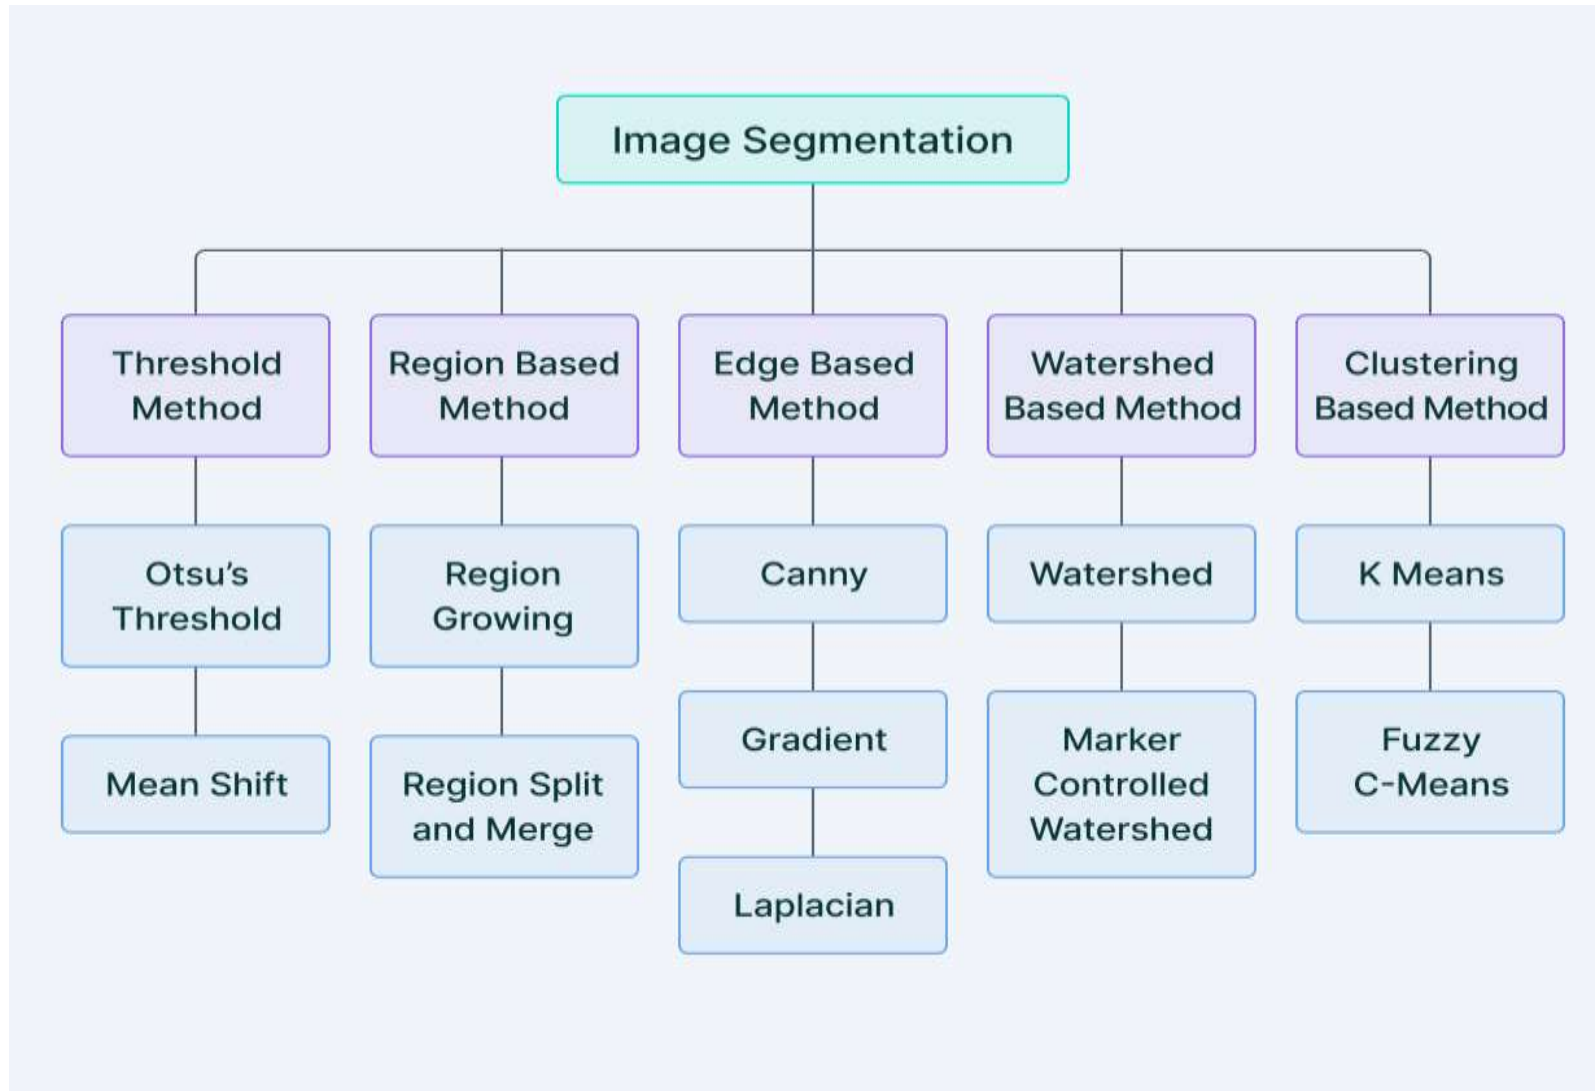 Image Segmentation
Threshold
Method
Region Based
Method
Edge Based
Method
Watershed
Based Method
Clustering
Based Method
Otsu’s
Threshold
Region
Growing
Canny
Watershed
K Means
Mean Shift
Region Split
and Merge
Gradient
Marker
Controlled
Watershed
Fuzzy
C-Means
Laplacian